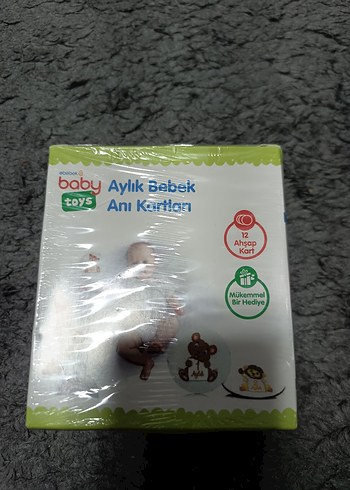 baby
toys
Aylık Bebek
Anı Kartları
12
Ahşap
Kart
Mükemmel
Bir Hediye